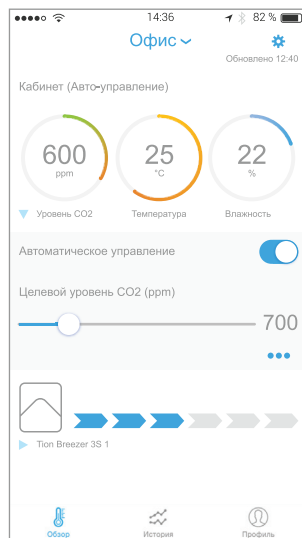 14:36
82 %
Офис
Обновлено 12:40
Кабинет (Авто-управление)
600
ppm
25
°C
22
%
Уровень CO2
Температура
Влажность
Автоматическое управление
Целевой уровень CO2 (ppm)
700
Tion Breezer 3S 1
Обзор
История
Профиль